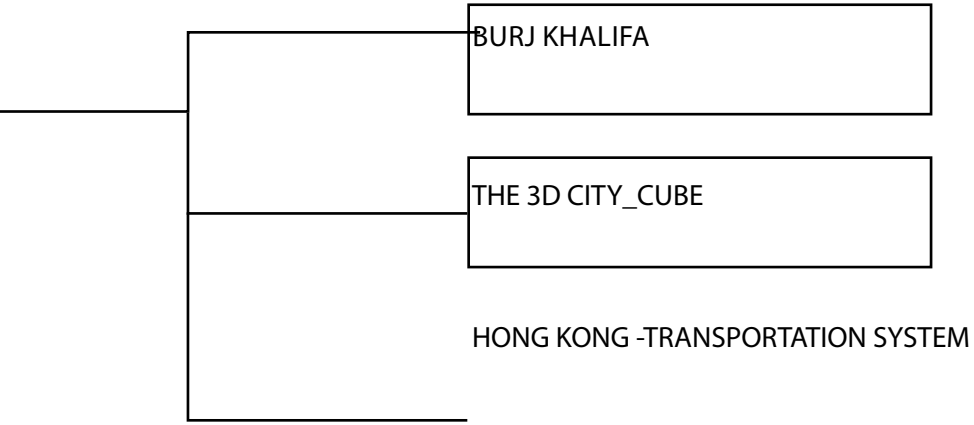 BURJ KHALIFA
THE 3D CITY_CUBE
HONG KONG -TRANSPORTATION SYSTEM